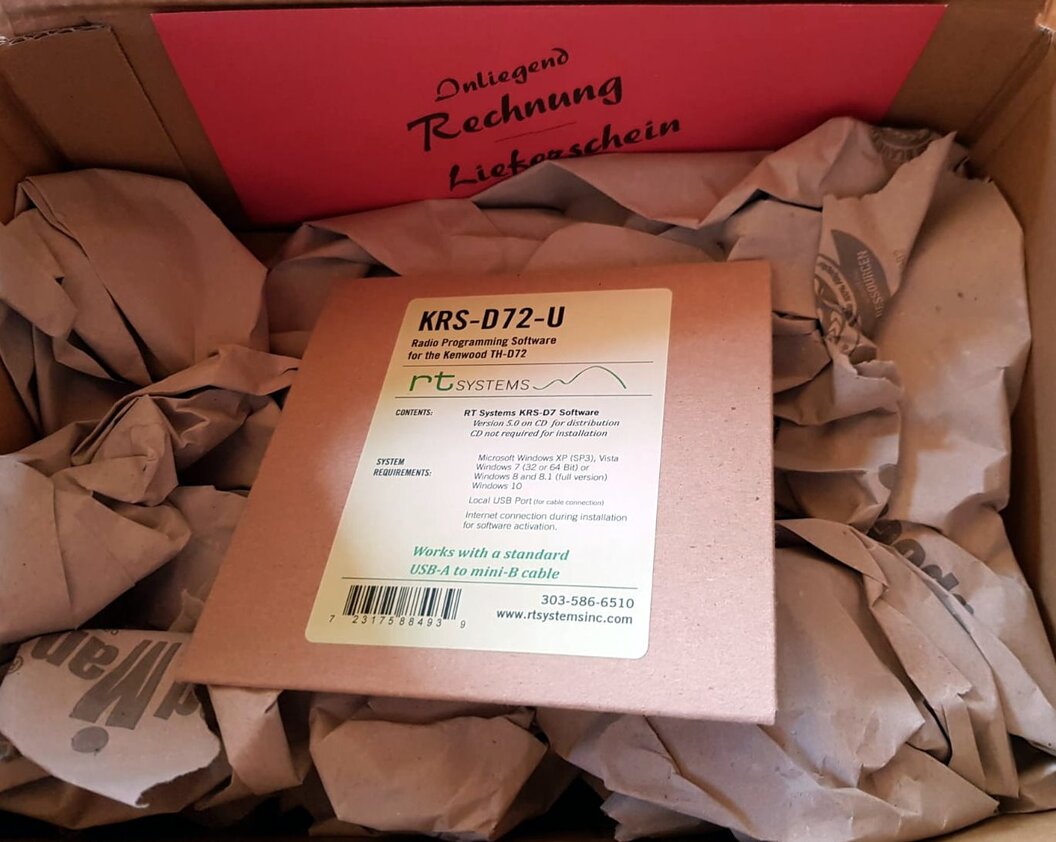 Inliegend
Rechnung
Lieferschein
RESSOURCEN
KRS-D72-U
Radio Programming Software
for the Kenwood TH-D72
rt SYSTEMS
CONTENTS:
RT Systems KRS-D7 Software
Version 5.0 on CD for distribution
CD not required for installation
SYSTEM
REQUIREMENTS:
Microsoft Windows XP (SP3), Vista
Windows 7 (32 or 64 Bit) or
Windows 8 and 8.1 (full version)
Windows 10
Local USB Port (for cable connection)
Internet connection during installation
for software activation.
Works with a standard
USB-A to mini-B cable
7 23175 88493 9
303-586-6510
www.rtsystemsinc.com